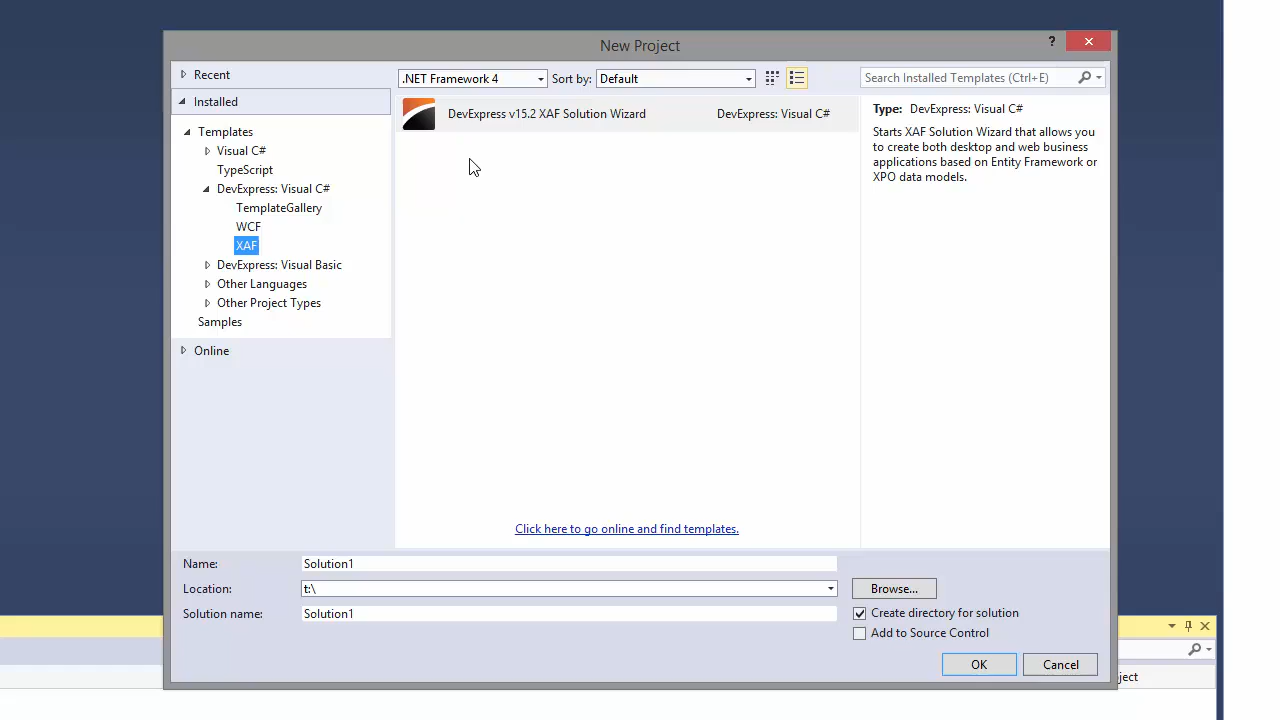 New Project
?
Recent
.NET Framework 4
Sort by:
Default
Search Installed Templates (Ctrl+E)
Installed
Templates
Visual C#
TypeScript
DevExpress: Visual C#
TemplateGallery
WCF
XAF
DevExpress: Visual Basic
Other Languages
Other Project Types
Samples
Online
DevExpress v15.2 XAF Solution Wizard
DevExpress: Visual C#
Type: DevExpress: Visual C#
Starts XAF Solution Wizard that allows you
to create both desktop and web business
applications based on Entity Framework or
XPO data models.
Click here to go online and find templates.
Name:
Solution1
Location:
t:\
Browse...
Solution name:
Solution1
Create directory for solution
Add to Source Control
OK
Cancel